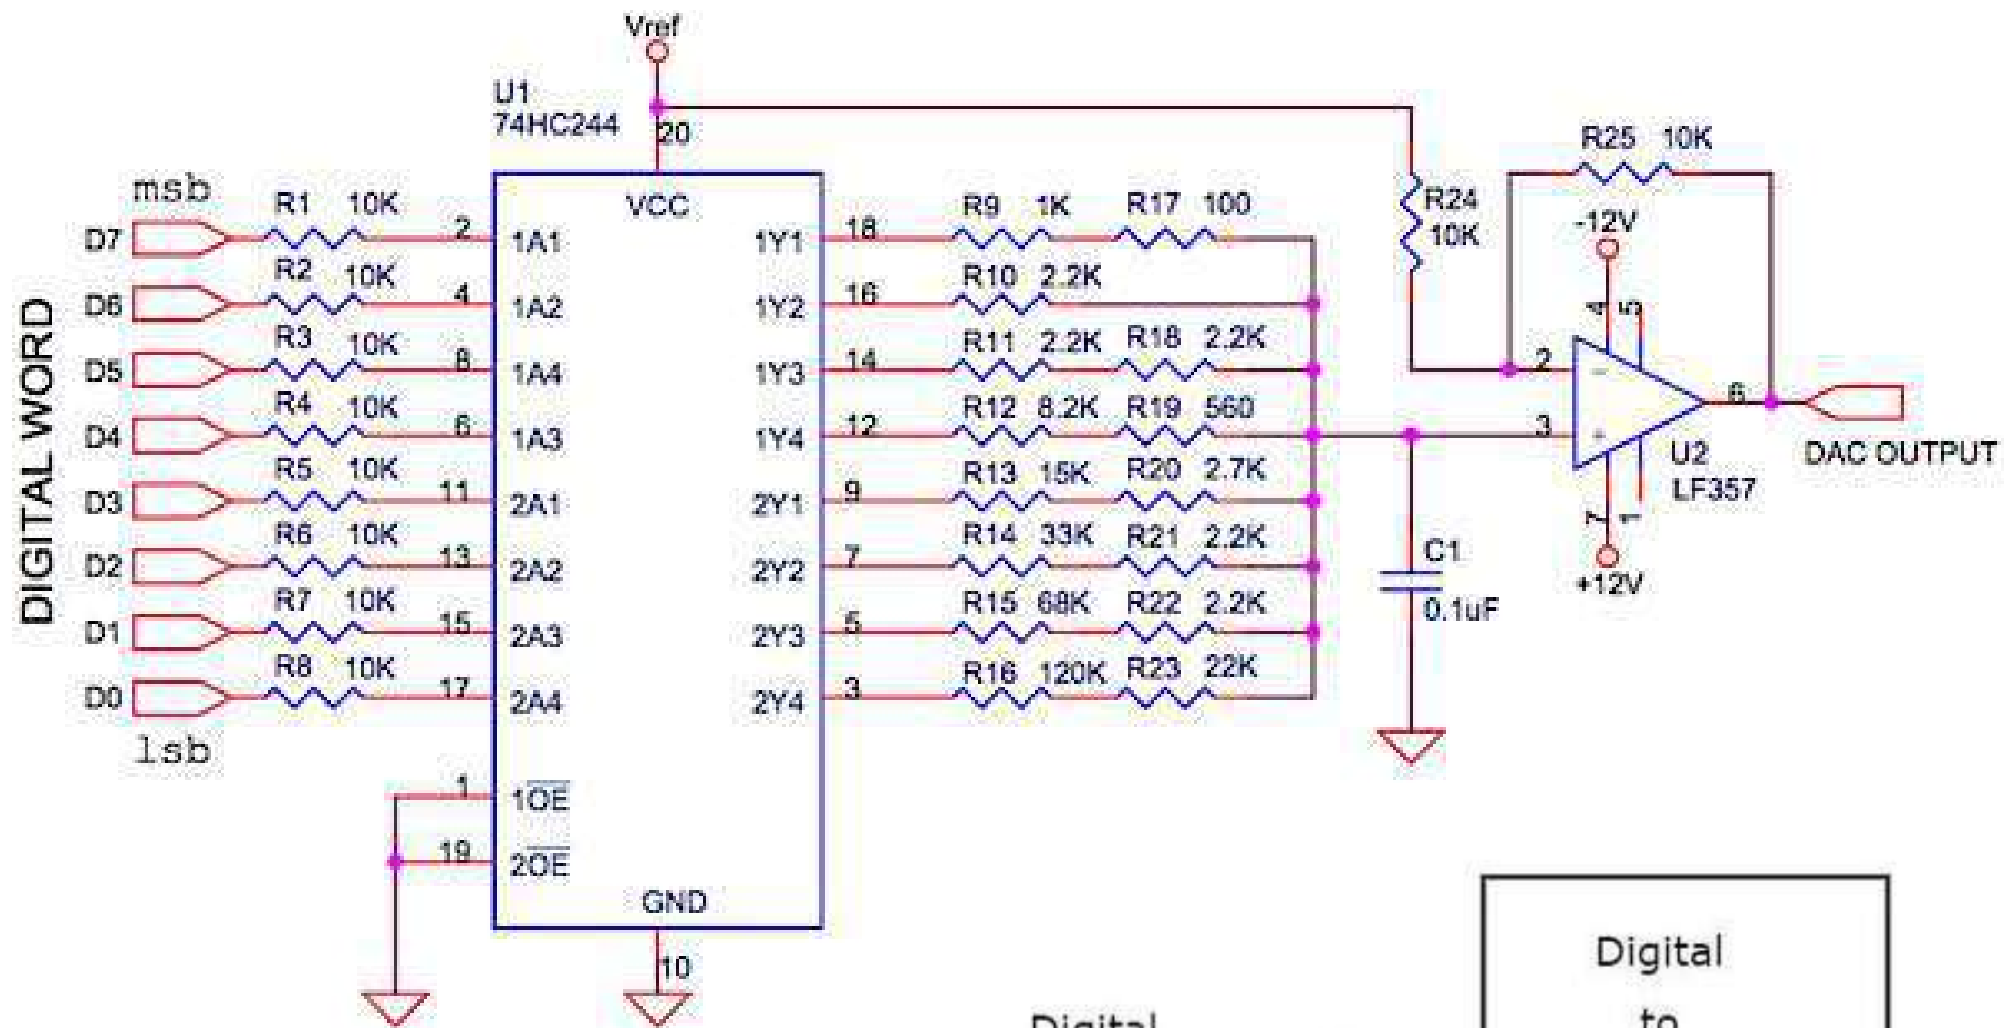 Vref
U1
74HC244
20
VCC
DIGITAL WORD
msb
D7 R1 10K 2 1A1 1Y1 18 R9 1K R17 100
D6 R2 10K 4 1A2 1Y2 16 R10 2.2K
D5 R3 10K 8 1A4 1Y3 14 R11 2.2K R18 2.2K
D4 R4 10K 6 1A3 1Y4 12 R12 8.2K R19 560
D3 R5 10K 11 2A1 2Y1 9 R13 15K R20 2.7K
D2 R6 10K 13 2A2 2Y2 7 R14 33K R21 2.2K
D1 R7 10K 15 2A3 2Y3 5 R15 68K R22 2.2K
D0 R8 10K 17 2A4 2Y4 3 R16 120K R23 22K
lsb
1 1OE
19 2OE
GND
10
R24
10K
R25 10K
-12V
4 5
2 -
3 +
6
U2
LF357
7 1
+12V
DAC OUTPUT
C1
0.1uF
Digital
Digital
to